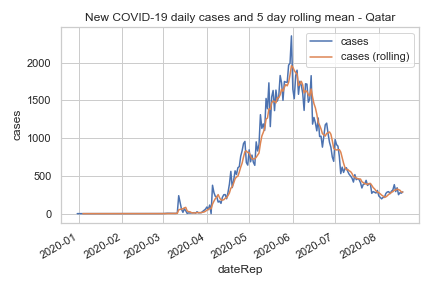 New COVID-19 daily cases and 5 day rolling mean - Qatar
cases
cases (rolling)
2000
1500
1000
500
0
cases
2020-01
2020-02
2020-03
2020-04
2020-05
2020-06
2020-07
2020-08
dateRep